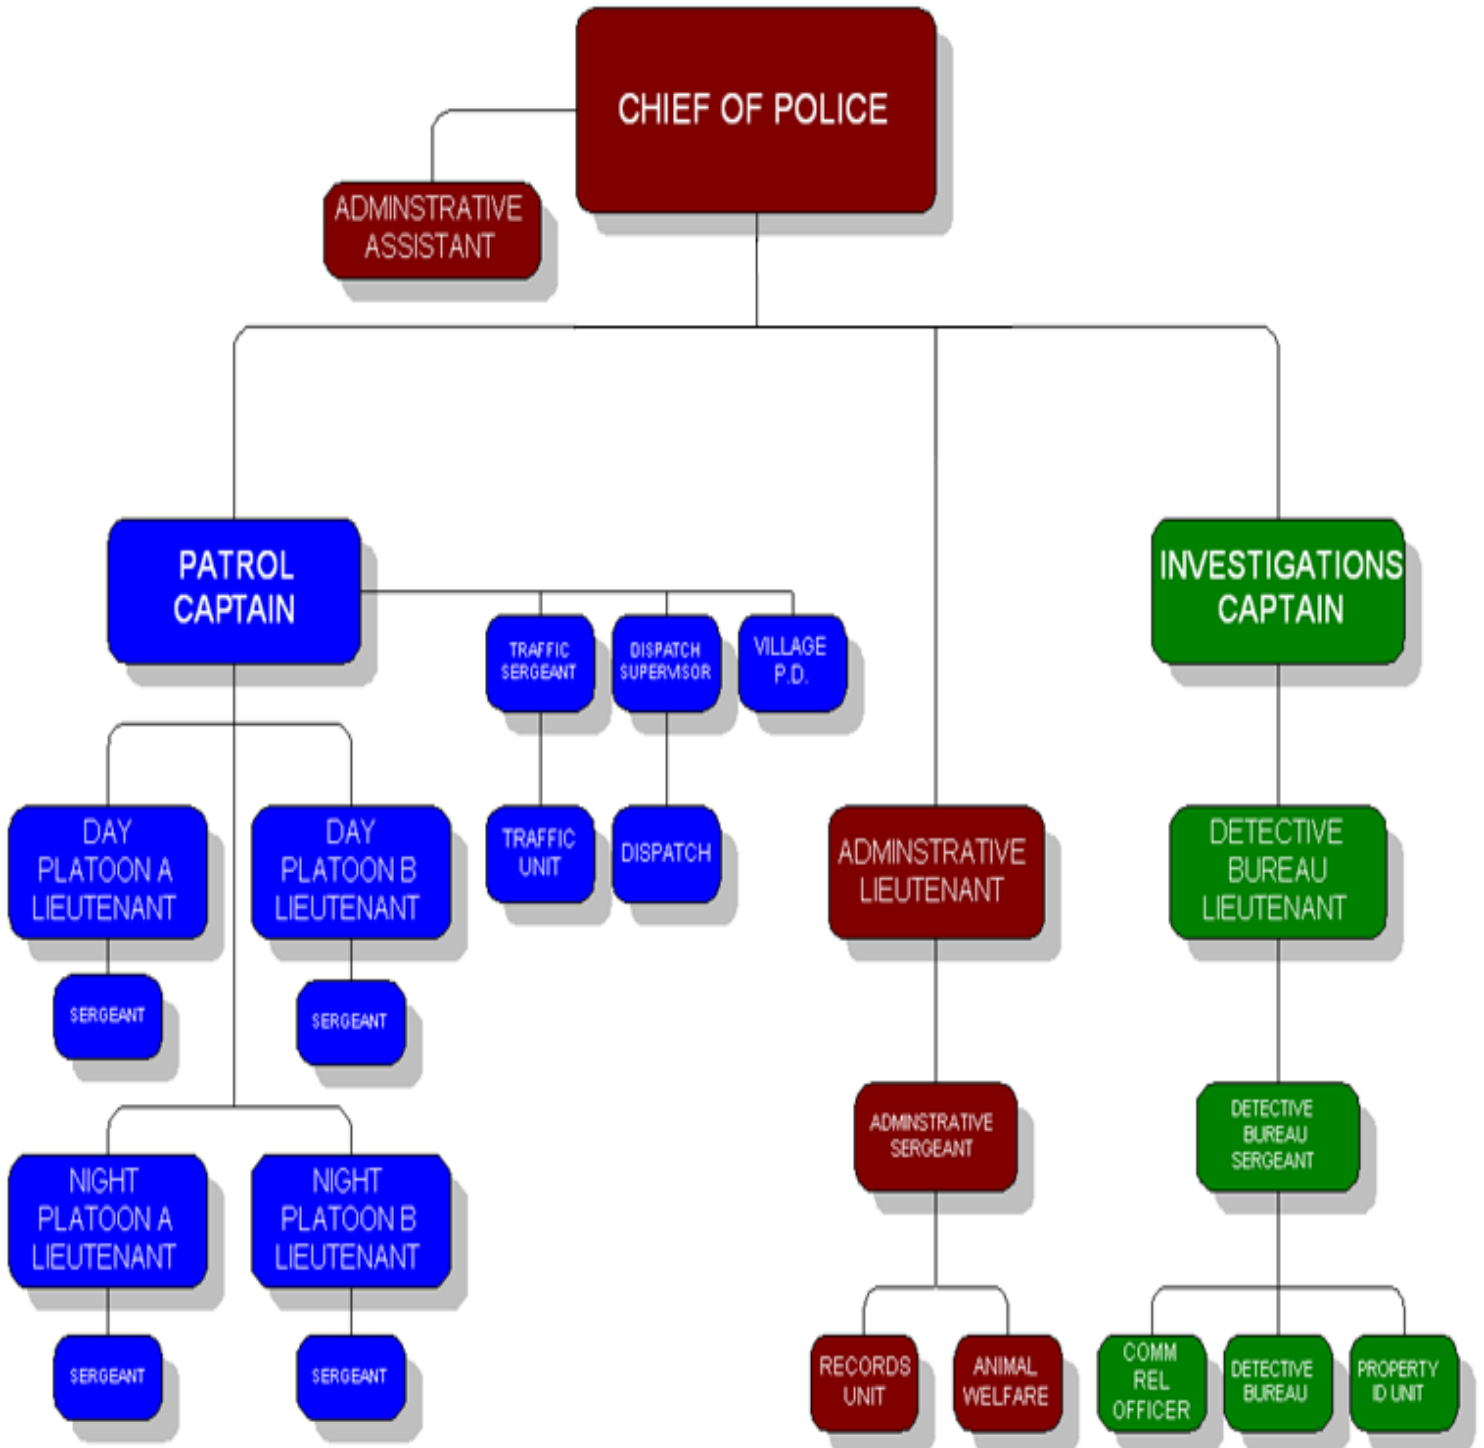 CHIEF OF POLICE
ADMINSTRATIVE
ASSISTANT
PATROL
CAPTAIN
TRAFFIC
SERGEANT
DISPATCH
SUPERVISOR
VILLAGE
P.D.
INVESTIGATIONS
CAPTAIN
DAY
PLATOON A
LIEUTENANT
DAY
PLATOON B
LIEUTENANT
TRAFFIC
UNIT
DISPATCH
ADMINSTRATIVE
LIEUTENANT
DETECTIVE
BUREAU
LIEUTENANT
SERGEANT
SERGEANT
ADMINSTRATIVE
SERGEANT
DETECTIVE
BUREAU
SERGEANT
NIGHT
PLATOON A
LIEUTENANT
NIGHT
PLATOON B
LIEUTENANT
SERGEANT
SERGEANT
RECORDS
UNIT
ANIMAL
WELFARE
COMM
REL
OFFICER
DETECTIVE
BUREAU
PROPERTY
ID UNIT